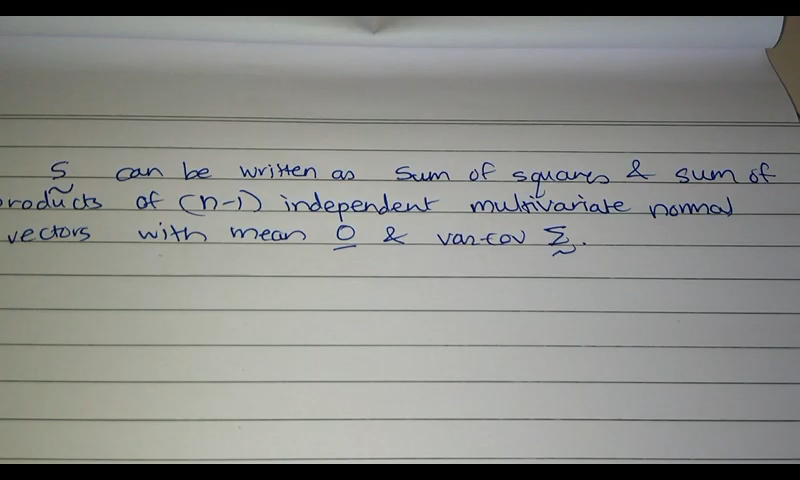 S can be written as sum of squares & sum of
products of (n-1) independent multivariate normal
vectors with mean 0 & var-cov Σ.